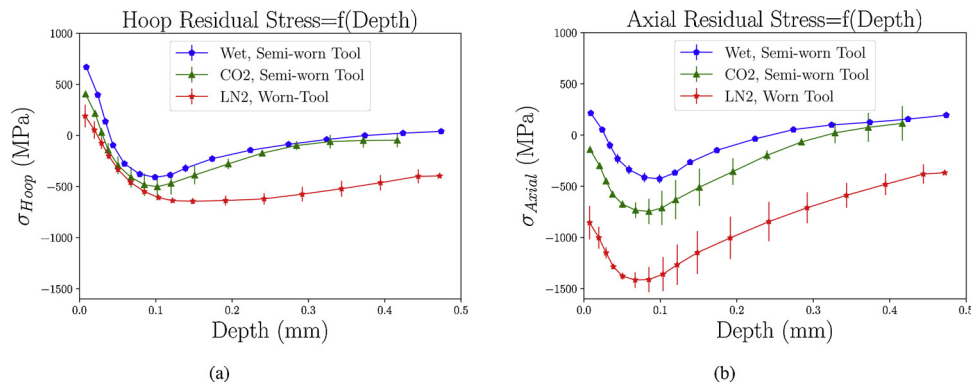 Hoop Residual Stress=f(Depth)
1000
500
0
−500
−1000
−1500
σHoop (MPa)
Wet, Semi-worn Tool
CO2, Semi-worn Tool
LN2, Worn-Tool
0.0 0.1 0.2 0.3 0.4 0.5
Depth (mm)
(a)
Axial Residual Stress=f(Depth)
1000
500
0
−500
−1000
−1500
σAxial (MPa)
Wet, Semi-worn Tool
CO2, Semi-worn Tool
LN2, Worn Tool
0.0 0.1 0.2 0.3 0.4 0.5
Depth (mm)
(b)